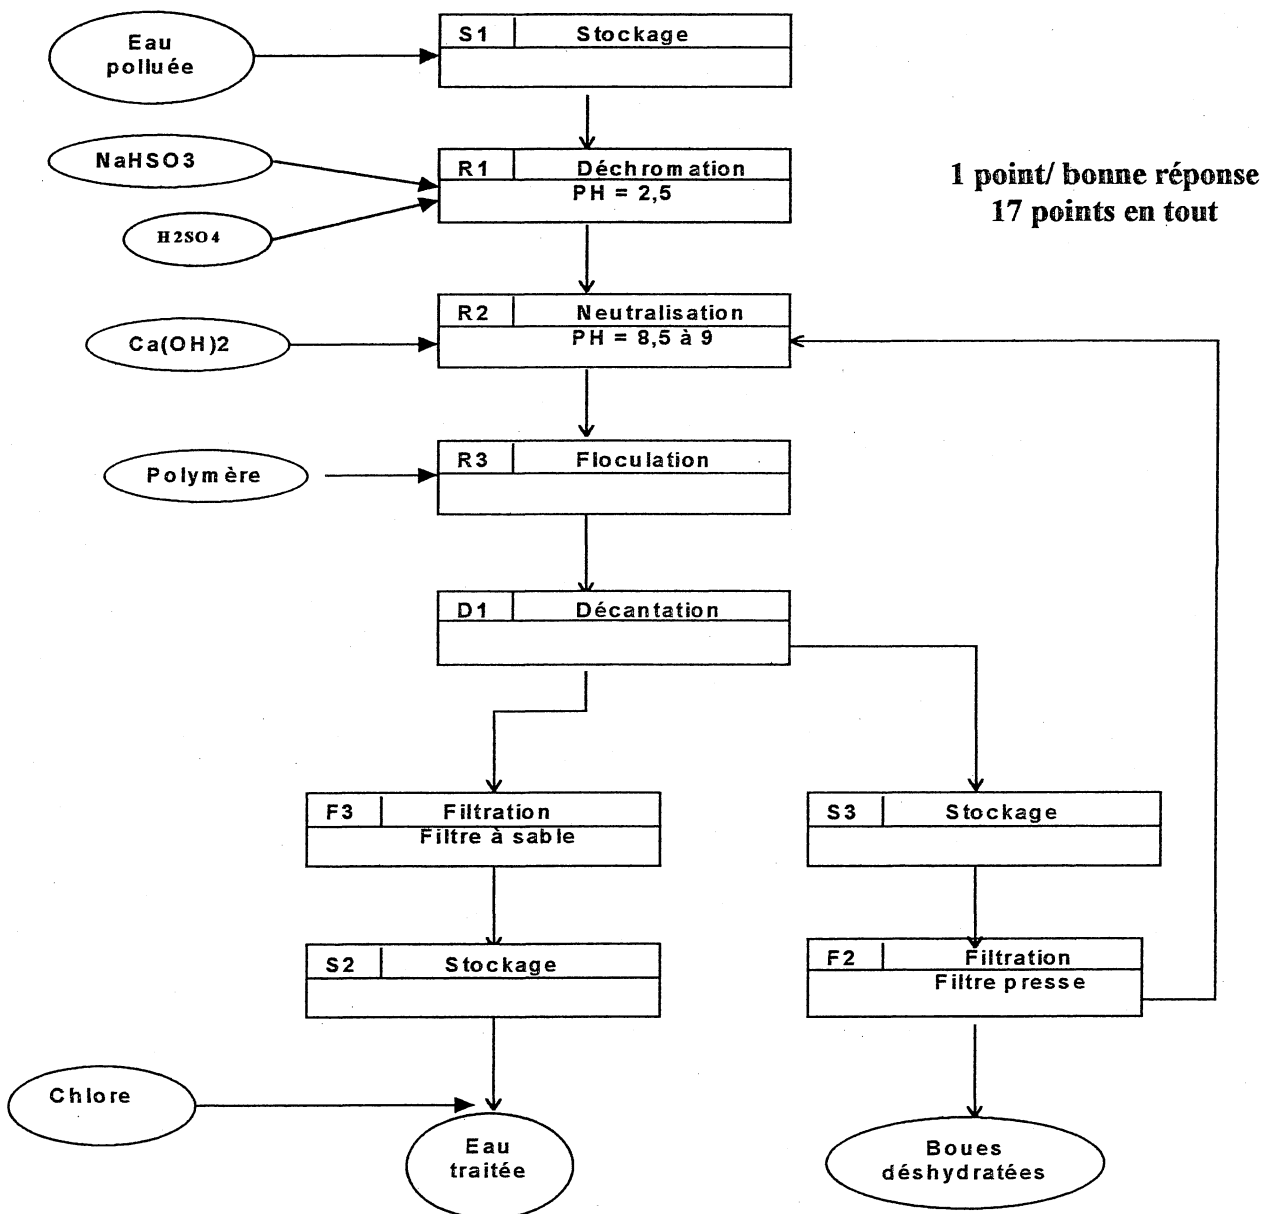 Eau
polluée
S1 Stockage
NaHSO3
R1 Déchromation
PH = 2,5
1 point/ bonne réponse
17 points en tout
H2SO4
R2 Neutralisation
PH = 8,5 à 9
Ca(OH)2
R3 Floculation
Polymère
D1 Décantation
F3 Filtration
Filtre à sable
S3 Stockage
S2 Stockage
F2 Filtration
Filtre presse
Chlore
Eau
traitée
Boues
déshydratées